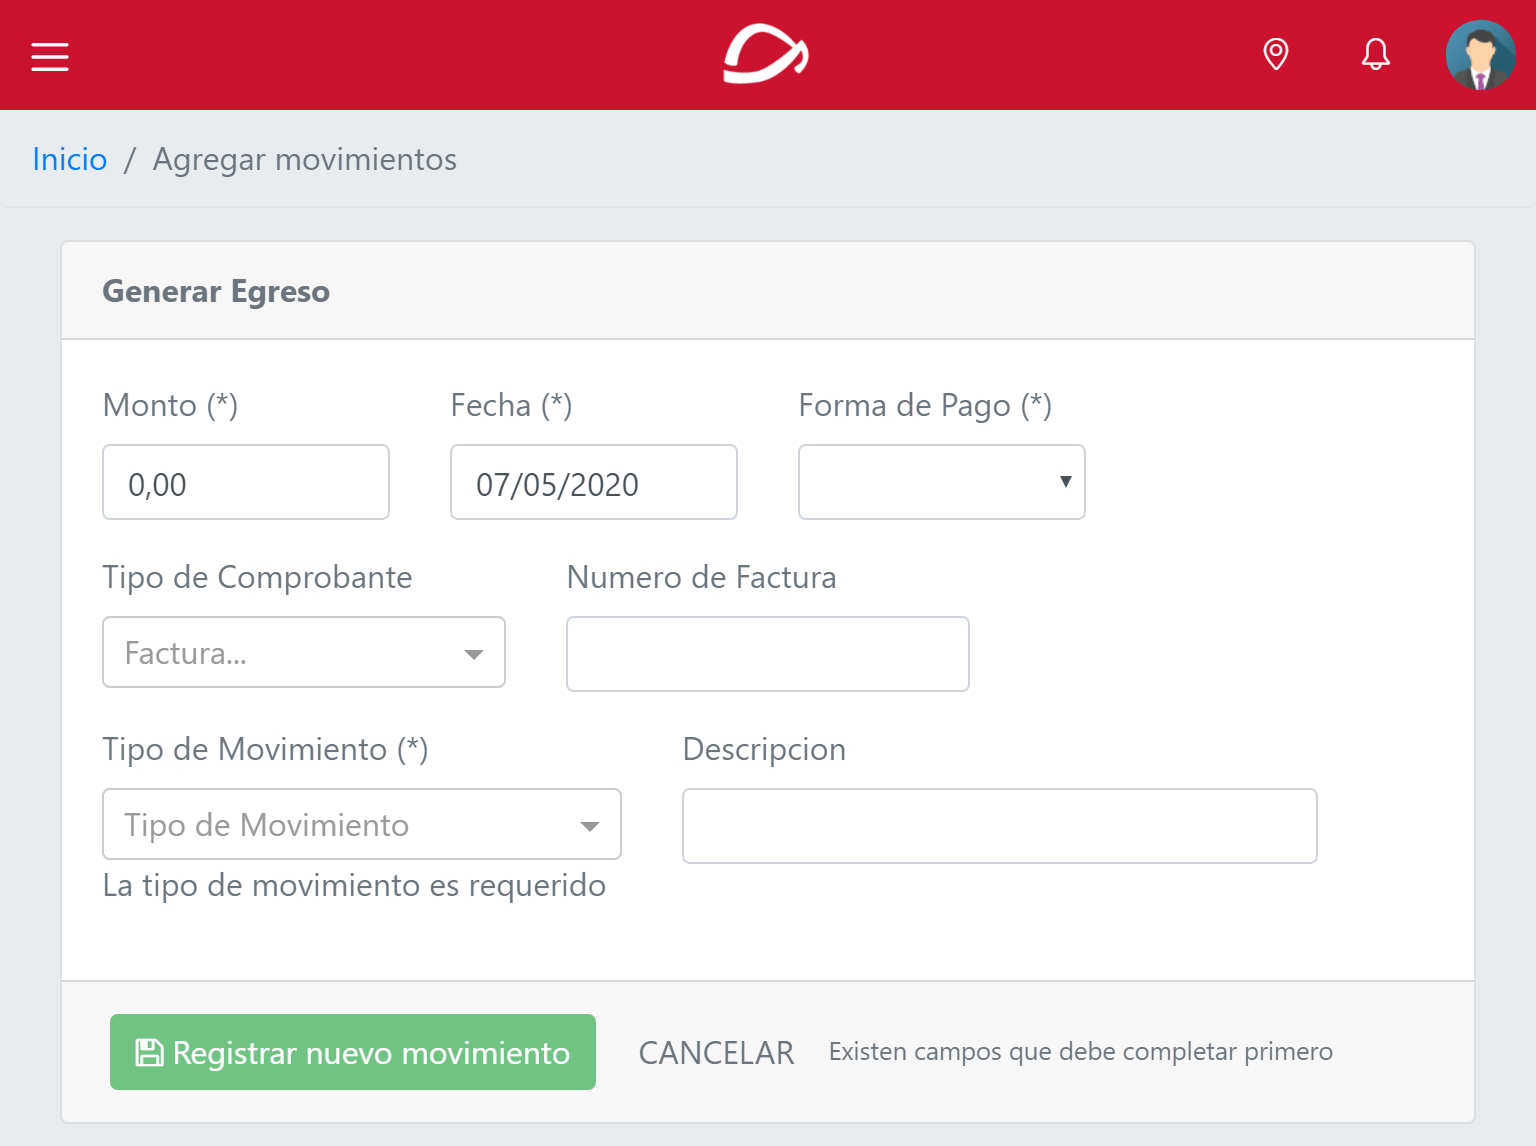 Inicio / Agregar movimientos
Generar Egreso
Monto (*) Fecha (*) Forma de Pago (*)
0,00 07/05/2020
Tipo de Comprobante Numero de Factura
Factura...
Tipo de Movimiento (*) Descripcion
Tipo de Movimiento
La tipo de movimiento es requerido
Registrar nuevo movimiento CANCELAR Existen campos que debe completar primero